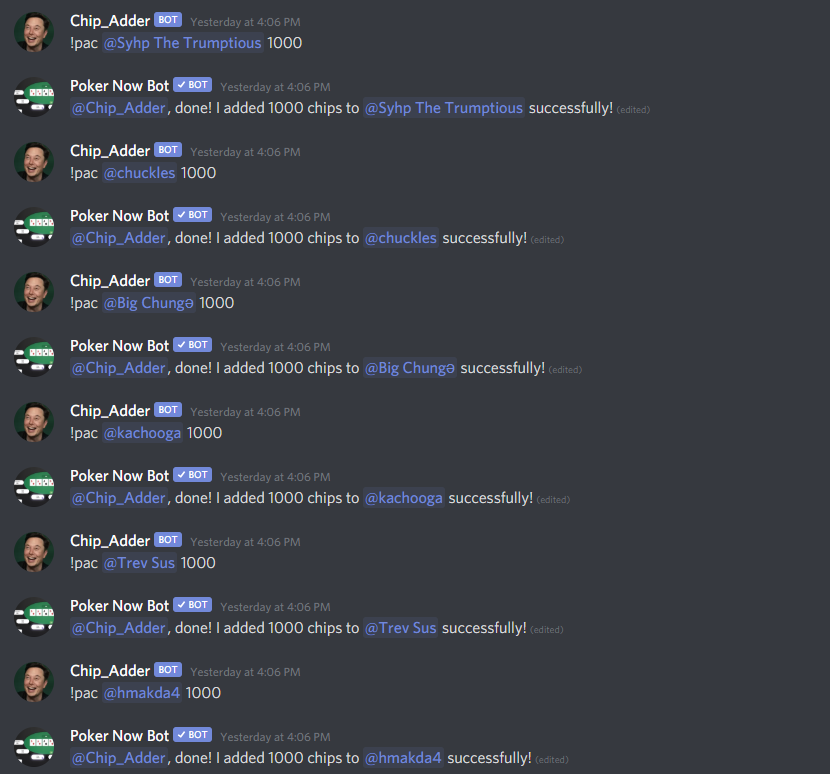 Chip_Adder BOT Yesterday at 4:06 PM
!pac @Syhp The Trumptious 1000
Poker Now Bot ✓ BOT Yesterday at 4:06 PM
@Chip_Adder, done! I added 1000 chips to @Syhp The Trumptious successfully! (edited)
Chip_Adder BOT Yesterday at 4:06 PM
!pac @chuckles 1000
Poker Now Bot ✓ BOT Yesterday at 4:06 PM
@Chip_Adder, done! I added 1000 chips to @chuckles successfully! (edited)
Chip_Adder BOT Yesterday at 4:06 PM
!pac @Big Chungə 1000
Poker Now Bot ✓ BOT Yesterday at 4:06 PM
@Chip_Adder, done! I added 1000 chips to @Big Chungə successfully! (edited)
Chip_Adder BOT Yesterday at 4:06 PM
!pac @kachooga 1000
Poker Now Bot ✓ BOT Yesterday at 4:06 PM
@Chip_Adder, done! I added 1000 chips to @kachooga successfully! (edited)
Chip_Adder BOT Yesterday at 4:06 PM
!pac @Trev Sus 1000
Poker Now Bot ✓ BOT Yesterday at 4:06 PM
@Chip_Adder, done! I added 1000 chips to @Trev Sus successfully! (edited)
Chip_Adder BOT Yesterday at 4:06 PM
!pac @hmakda4 1000
Poker Now Bot ✓ BOT Yesterday at 4:06 PM
@Chip_Adder, done! I added 1000 chips to @hmakda4 successfully! (edited)